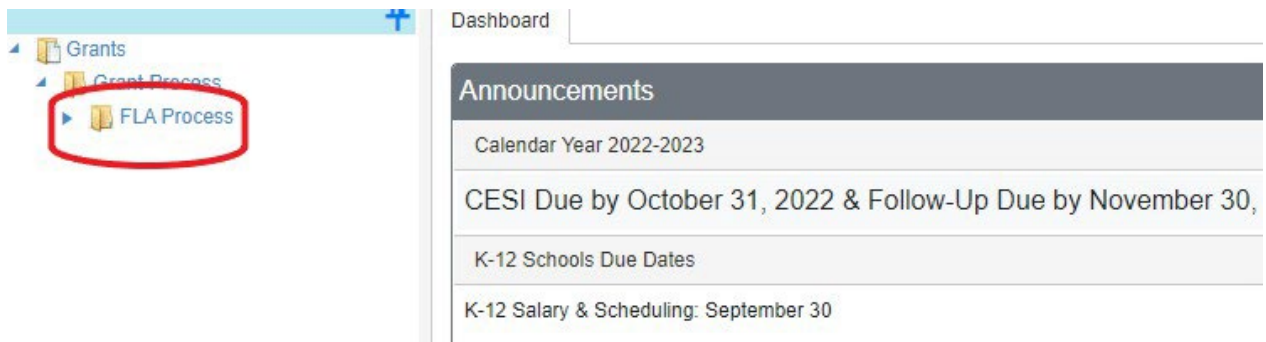 Grants
Grant Process
FLA Process
Dashboard
Announcements
Calendar Year 2022-2023
CESI Due by October 31, 2022 & Follow-Up Due by November 30,
K-12 Schools Due Dates
K-12 Salary & Scheduling: September 30